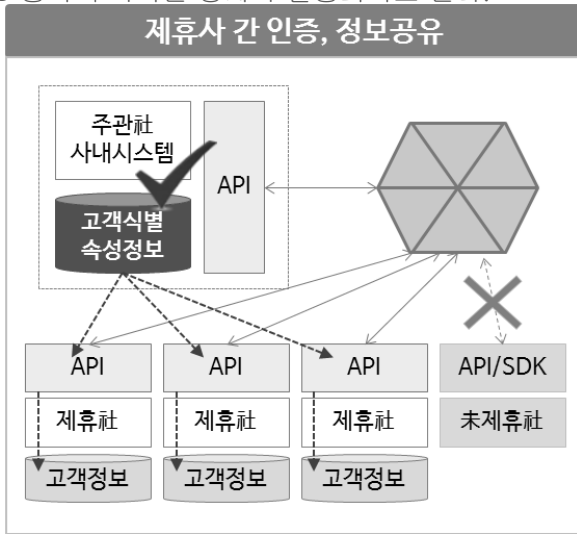 제휴사 간 인증, 정보공유
주관社
사내시스템
API
고객식별
속성정보
API
API
API
API/SDK
제휴社
제휴社
제휴社
未제휴社
고객정보
고객정보
고객정보